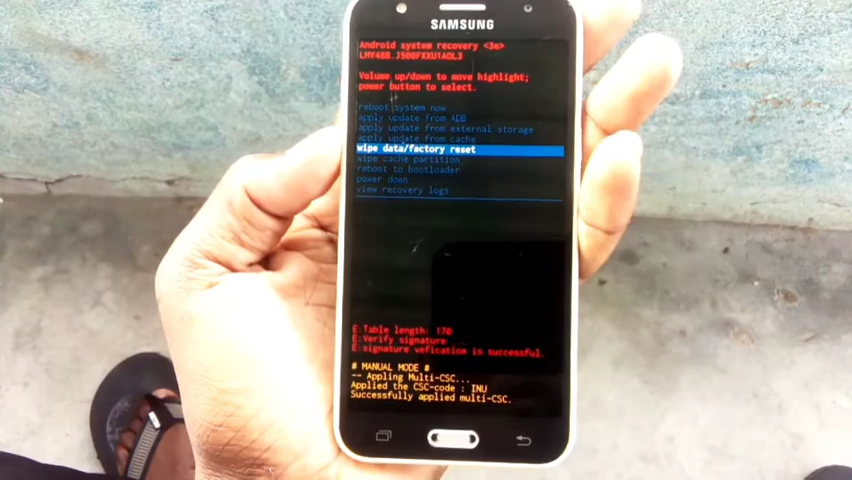 SAMSUNG
Android system recovery <3e>
LMY48B.J500FXXU1AOL3
Volume up/down to move highlight;
power button to select.
reboot system now
apply update from ADB
apply update from external storage
apply update from cache
wipe data/factory reset
wipe cache partition
reboot to bootloader
power down
view recovery logs
E:Table length: 170
E:Verify signature
E:signature vefication is successful.
# MANUAL MODE #
-- Appling Multi-CSC...
Applied the CSC-code : INU
Successfully applied multi-CSC.